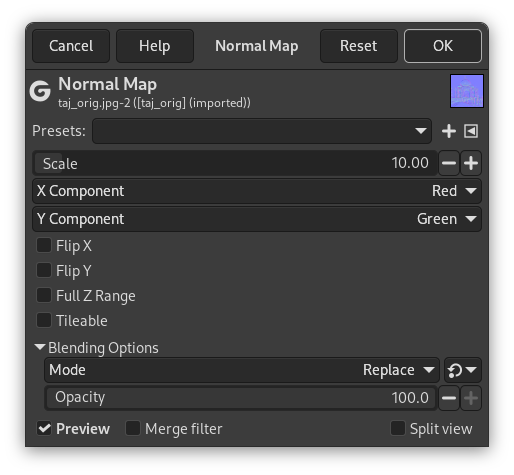 Cancel Help Normal Map Reset OK
Normal Map
taj_orig.jpg-2 ([taj_orig] (imported))
Presets:
Scale 10.00
X Component Red
Y Component Green
Flip X
Flip Y
Full Z Range
Tileable
Blending Options
Mode Replace
Opacity 100.0
Preview Merge filter Split view